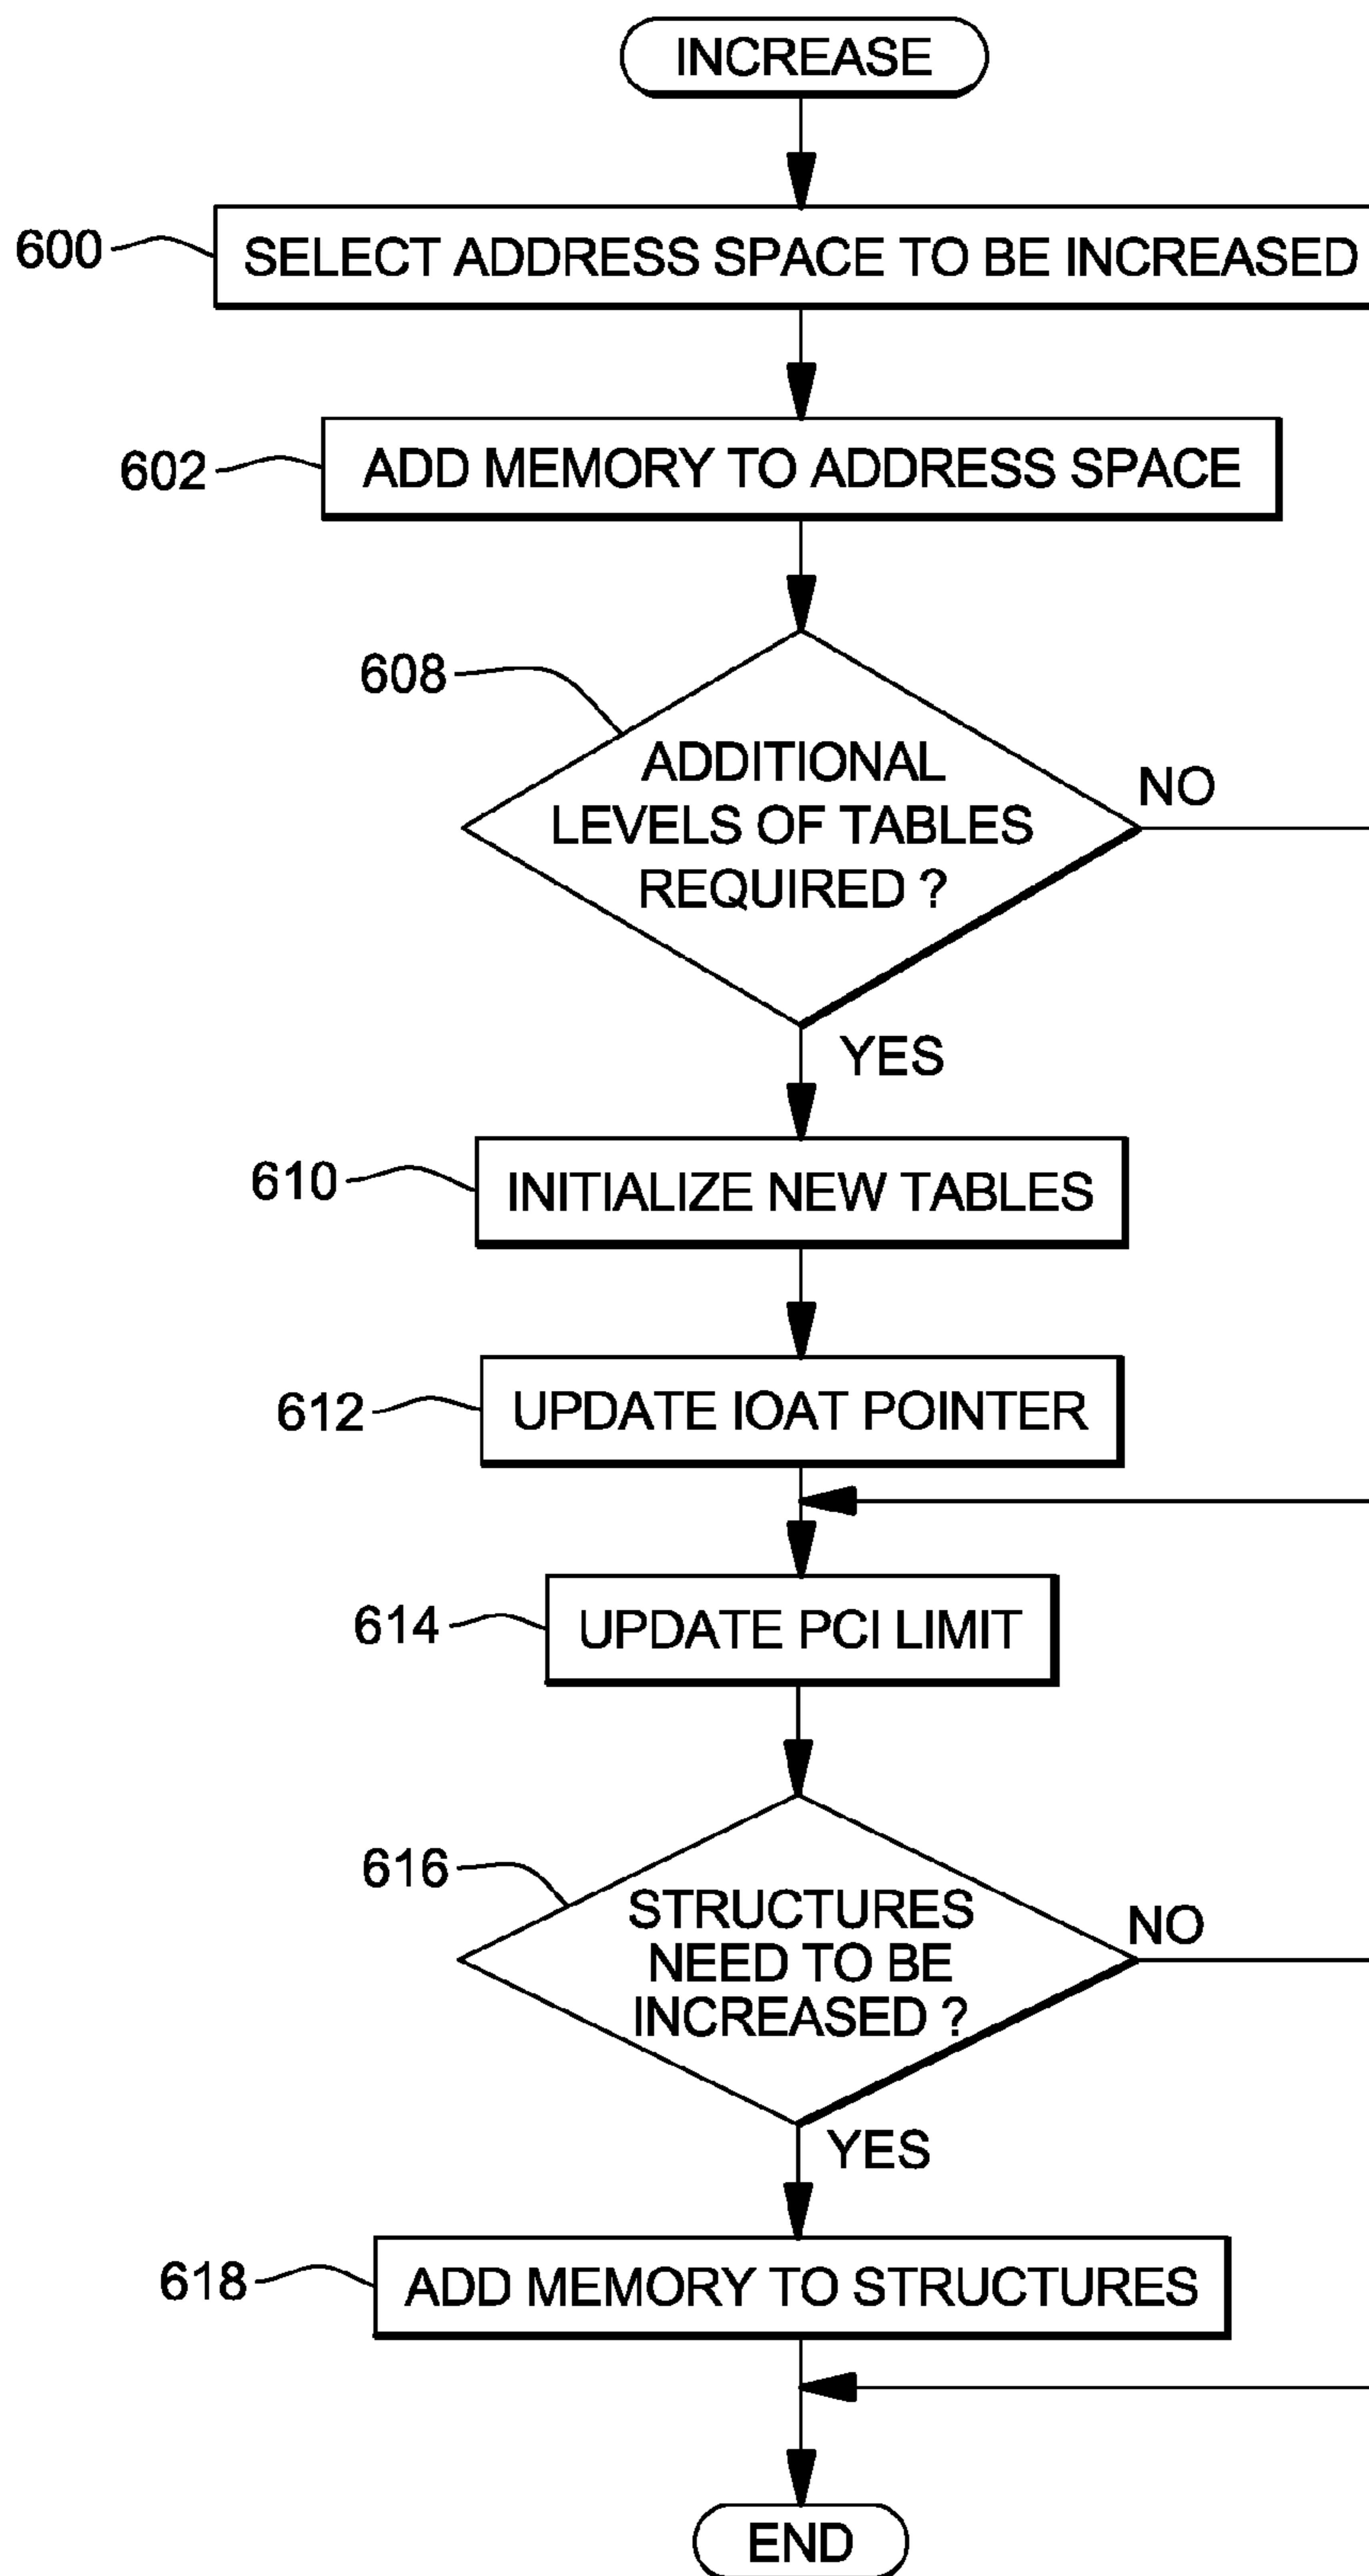 INCREASE
600
SELECT ADDRESS SPACE TO BE INCREASED
602
ADD MEMORY TO ADDRESS SPACE
608
ADDITIONAL
LEVELS OF TABLES
REQUIRED ?
NO
YES
610
INITIALIZE NEW TABLES
612
UPDATE IOAT POINTER
614
UPDATE PCI LIMIT
616
STRUCTURES
NEED TO BE
INCREASED ?
NO
YES
618
ADD MEMORY TO STRUCTURES
END